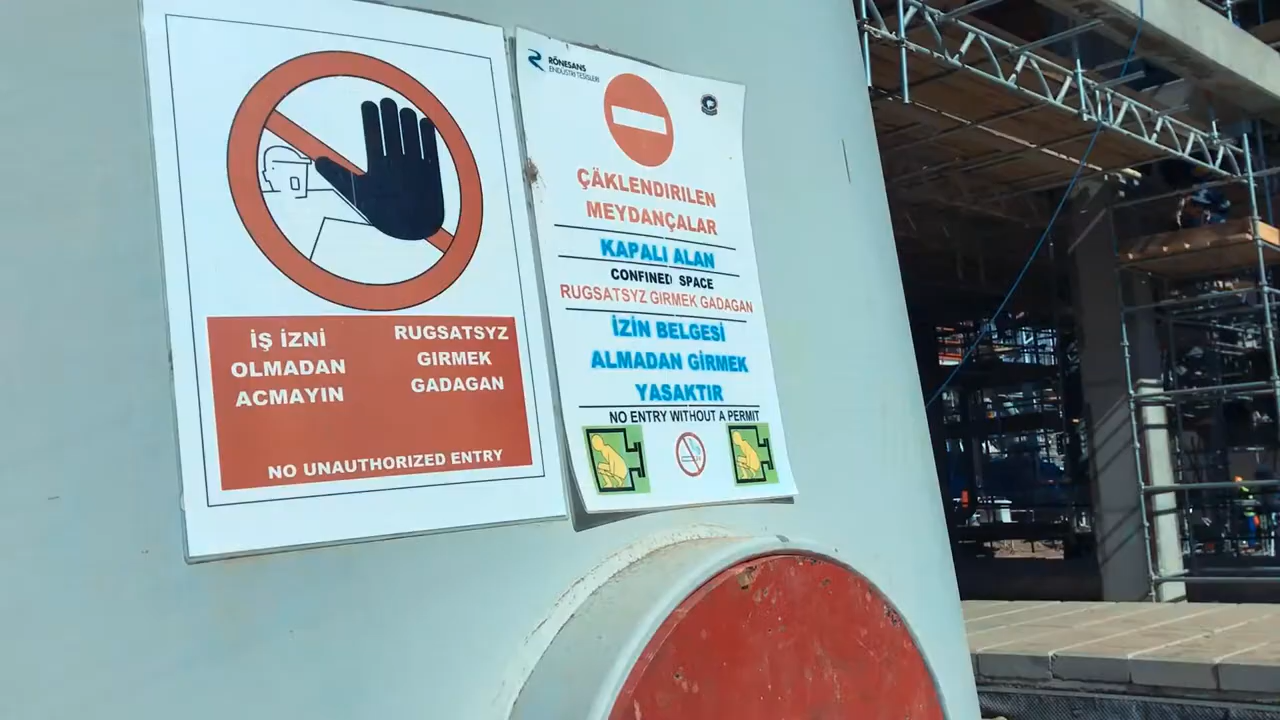 İŞ İZNİ
OLMADAN
ACMAYIN
RUGSATSYZ
GIRMEK
GADAGAN
NO UNAUTHORIZED ENTRY
RÖNESANS
ENDÜSTRİ TESİSLERİ
ÇÄKLENDIRILEN
MEYDANÇALAR
KAPALI ALAN
CONFINED SPACE
RUGSATSYZ GIRMEK GADAGAN
İZİN BELGESİ
ALMADAN GİRMEK
YASAKTIR
NO ENTRY WITHOUT A PERMIT